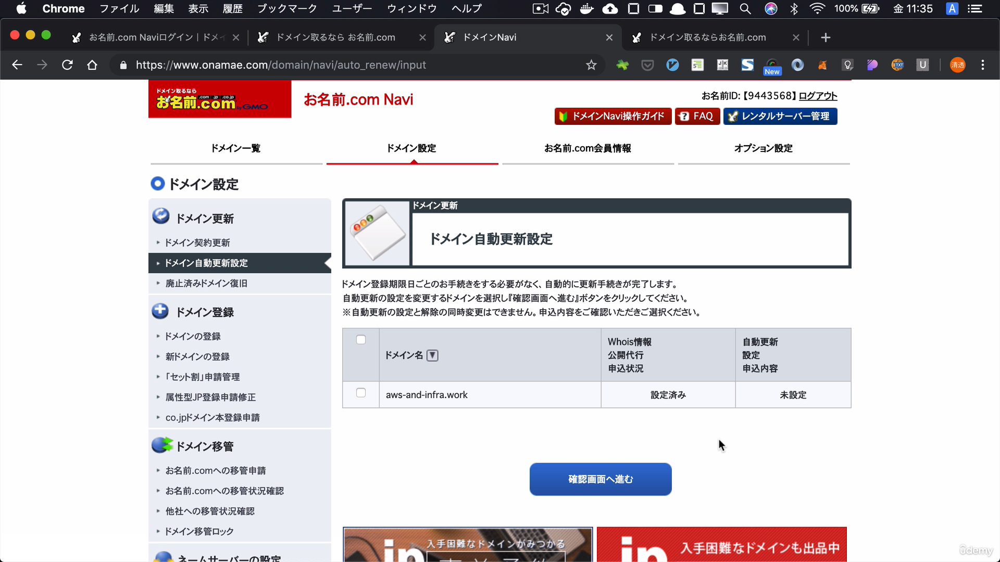 Chrome ファイル 編集 表示 履歴 ブックマーク ユーザー ウィンドウ ヘルプ 100% 金 11:35 A
お名前.com Naviログイン | ドメイ
ドメイン取るなら お名前.com
ドメインNavi
ドメイン取るならお名前.com
https://www.onamae.com/domain/navi/auto_renew/input
New
TXT
U
清透
ドメイン取るなら
お名前.com
.com .jp .co.jp
by GMO
お名前.com Navi
お名前ID:【9443568】 ログアウト
ドメインNavi操作ガイド
FAQ
レンタルサーバー管理
ドメイン一覧
ドメイン設定
お名前.com会員情報
オプション設定
ドメイン設定
ドメイン更新
ドメイン契約更新
ドメイン自動更新設定
廃止済みドメイン復旧
ドメイン登録
ドメインの登録
新ドメインの登録
「セット割」申請管理
属性型JP登録申請修正
co.jpドメイン本登録申請
ドメイン移管
お名前.comへの移管申請
お名前.comへの移管状況確認
他社への移管状況確認
ドメイン移管ロック
ネームサーバーの設定
ドメイン更新
ドメイン自動更新設定
ドメイン登録期限日ごとのお手続きをする必要がなく、自動的に更新手続きが完了します。
自動更新の設定を変更するドメインを選択し『確認画面へ進む』ボタンをクリックしてください。
※自動更新の設定と解除の同時変更はできません。申込内容をご確認いただきご選択ください。
ドメイン名 ▼
Whois情報
公開代行
申込状況
自動更新
設定
申込内容
aws-and-infra.work
設定済み
未設定
確認画面へ進む
入手困難なドメインがみつかる
jp
入手困難なドメインも出品中
jp
ûdemy